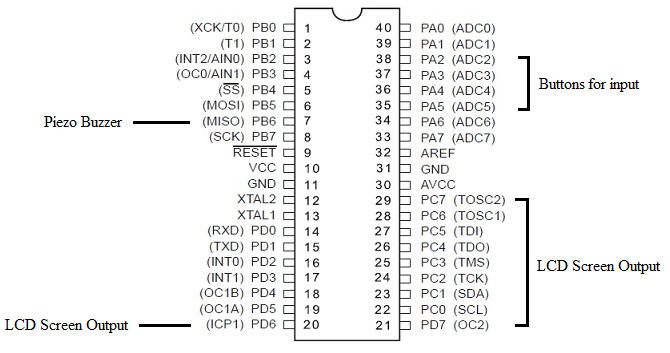 (XCK/T0) PB0 1 40 PA0 (ADC0)
(T1) PB1 2 39 PA1 (ADC1)
(INT2/AIN0) PB2 3 38 PA2 (ADC2)
(OC0/AIN1) PB3 4 37 PA3 (ADC3)
Buttons for input
(SS) PB4 5 36 PA4 (ADC4)
(MOSI) PB5 6 35 PA5 (ADC5)
Piezo Buzzer (MISO) PB6 7 34 PA6 (ADC6)
(SCK) PB7 8 33 PA7 (ADC7)
RESET 9 32 AREF
VCC 10 31 GND
GND 11 30 AVCC
XTAL2 12 29 PC7 (TOSC2)
XTAL1 13 28 PC6 (TOSC1)
(RXD) PD0 14 27 PC5 (TDI)
(TXD) PD1 15 26 PC4 (TDO)
(INT0) PD2 16 25 PC3 (TMS) LCD Screen Output
(INT1) PD3 17 24 PC2 (TCK)
(OC1B) PD4 18 23 PC1 (SDA)
(OC1A) PD5 19 22 PC0 (SCL)
LCD Screen Output (ICP1) PD6 20 21 PD7 (OC2)